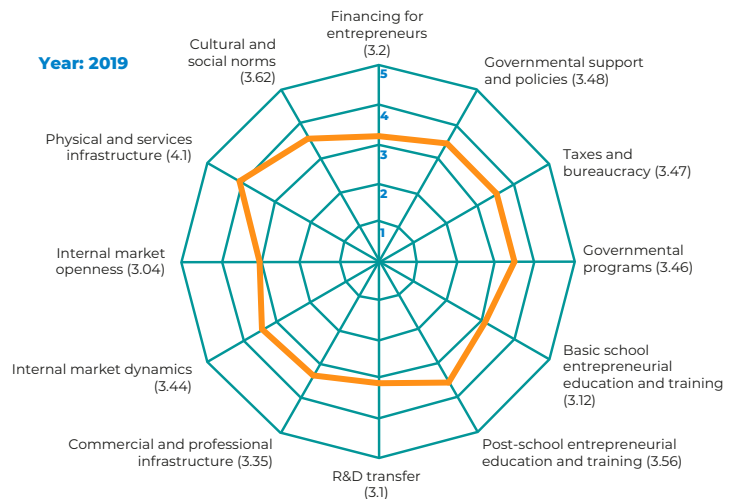 Year: 2019
Financing for
entrepreneurs
(3.2)
Governmental support
and policies (3.48)
Taxes and
bureaucracy (3.47)
Governmental
programs (3.46)
Basic school
entrepreneurial
education and training
(3.12)
Post-school entrepreneurial
education and training (3.56)
R&D transfer
(3.1)
Commercial and professional
infrastructure (3.35)
Internal market dynamics
(3.44)
Internal market
openness (3.04)
Physical and services
infrastructure (4.1)
Cultural and
social norms
(3.62)
5
4
3
2
1